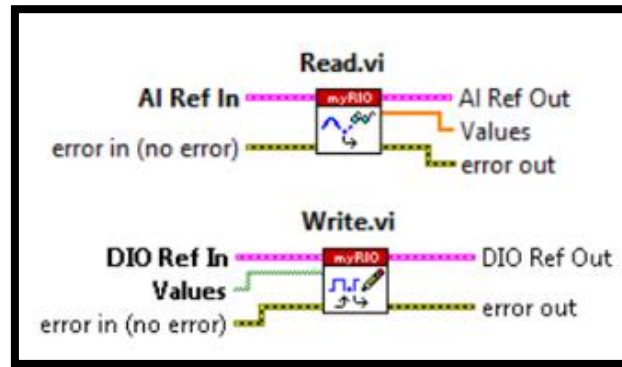 Read.vi
AI Ref In myRIO AI Ref Out
Values
error in (no error) error out
Write.vi
DIO Ref In myRIO DIO Ref Out
Values
error in (no error) error out